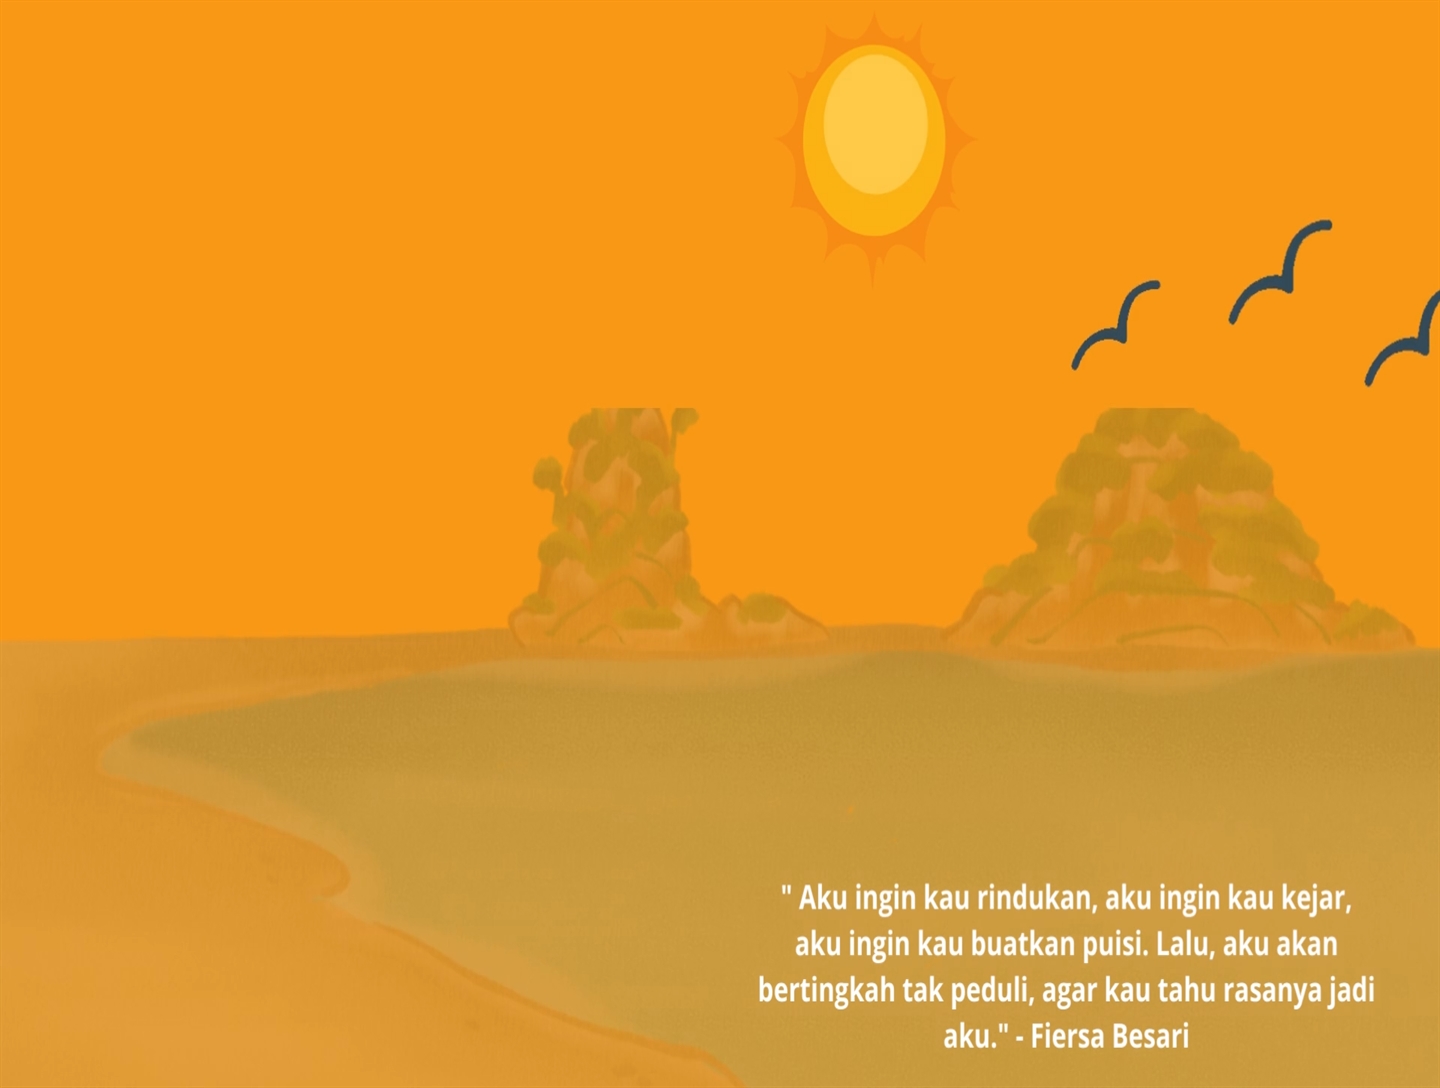 " Aku ingin kau rindukan, aku ingin kau kejar,
aku ingin kau buatkan puisi. Lalu, aku akan
bertingkah tak peduli, agar kau tahu rasanya jadi
aku." - Fiersa Besari